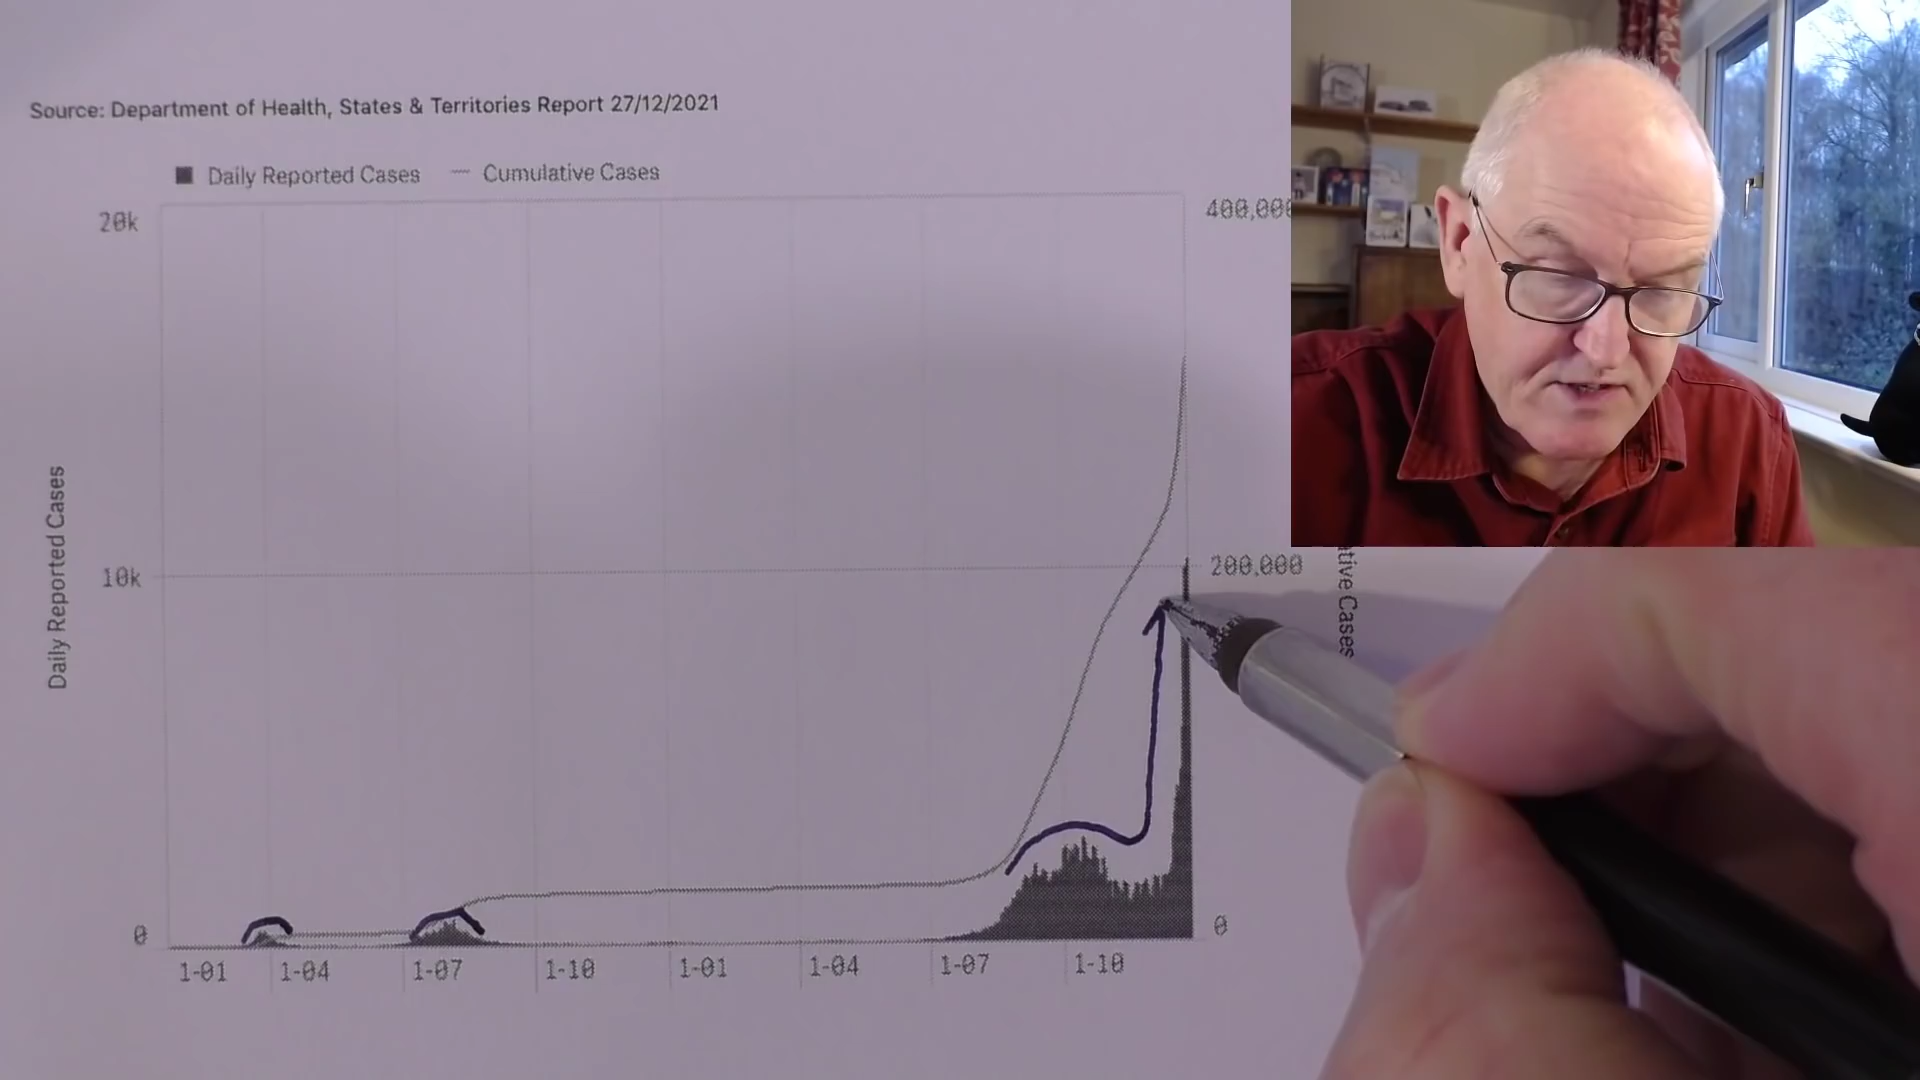 Source: Department of Health, States & Territories Report 27/12/2021
Daily Reported Cases
Cumulative Cases
20k
400,000
10k
200,000
0
0
Daily Reported Cases
ative Cases
1-01
1-04
1-07
1-10
1-01
1-04
1-07
1-10